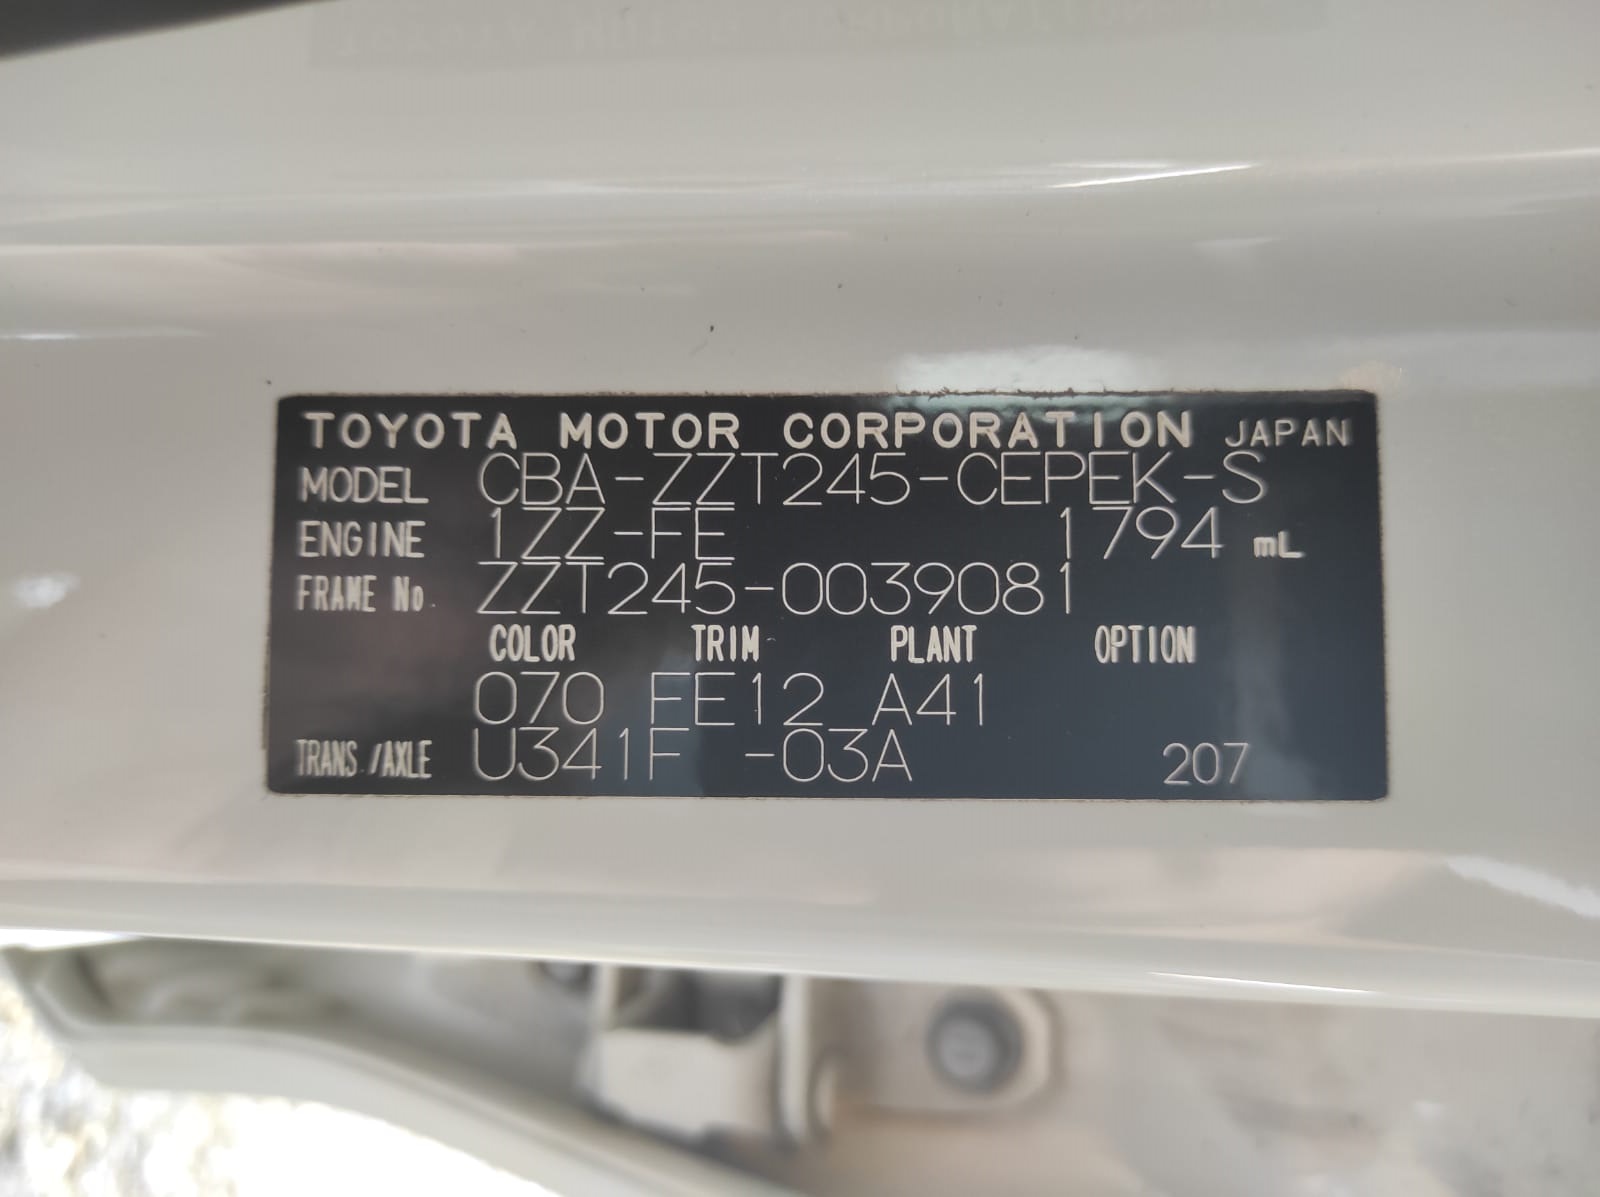 TOYOTA MOTOR CORPORATION JAPAN
MODEL CBA-ZZT245-CEPEK-S
ENGINE 1ZZ-FE 1794 mL
FRAME No. ZZT245-0039081
COLOR TRIM PLANT OPTION
070 FE12 A41
TRANS./AXLE U341F -03A 207